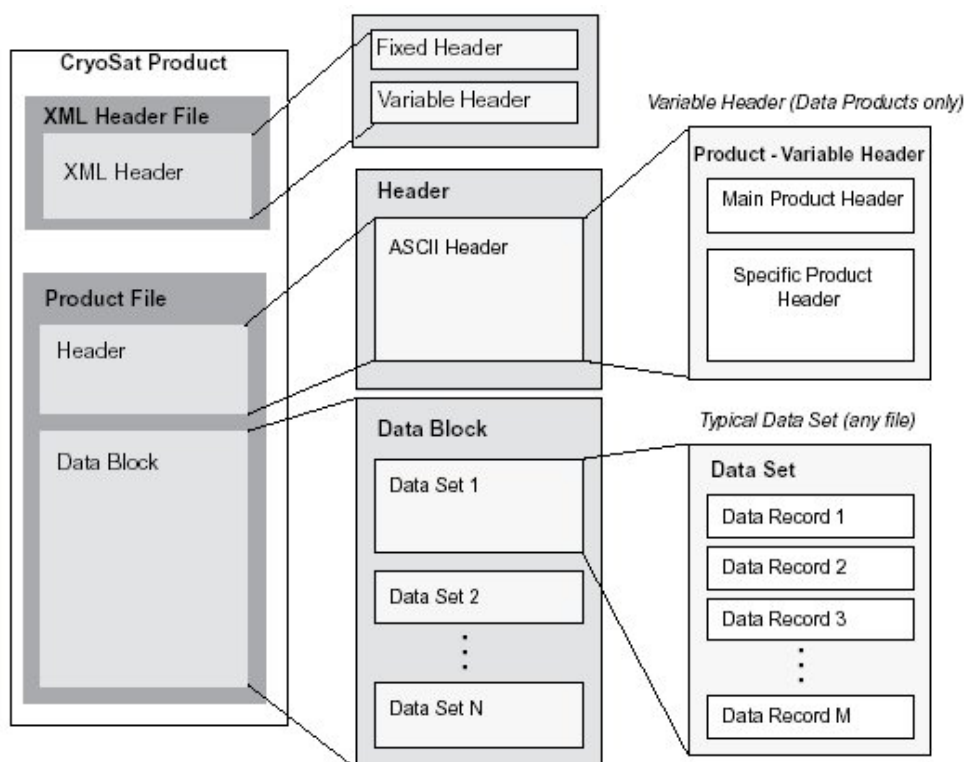 CryoSat Product
XML Header File
XML Header
Product File
Header
Data Block
Fixed Header
Variable Header
Header
ASCII Header
Data Block
Data Set 1
Data Set 2
Data Set N
Variable Header (Data Products only)
Product - Variable Header
Main Product Header
Specific Product
Header
Typical Data Set (any file)
Data Set
Data Record 1
Data Record 2
Data Record 3
Data Record M